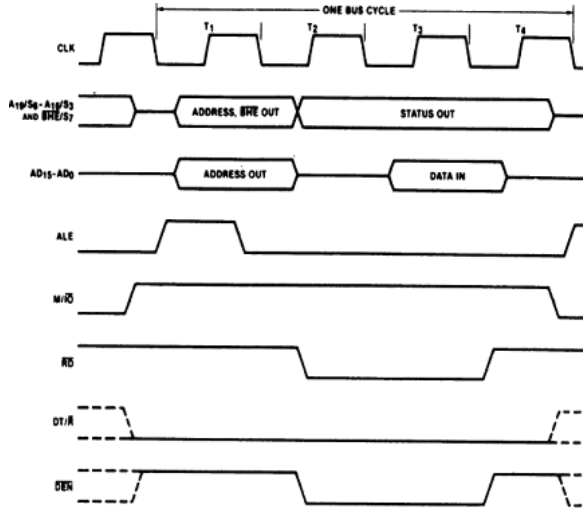 ONE BUS CYCLE
T1 T2 T3 T4
CLK
A19/S6-A16/S3
AND BHE/S7
ADDRESS, BHE OUT
STATUS OUT
AD15-AD0
ADDRESS OUT
DATA IN
ALE
M/IO
RD
DT/R
DEN